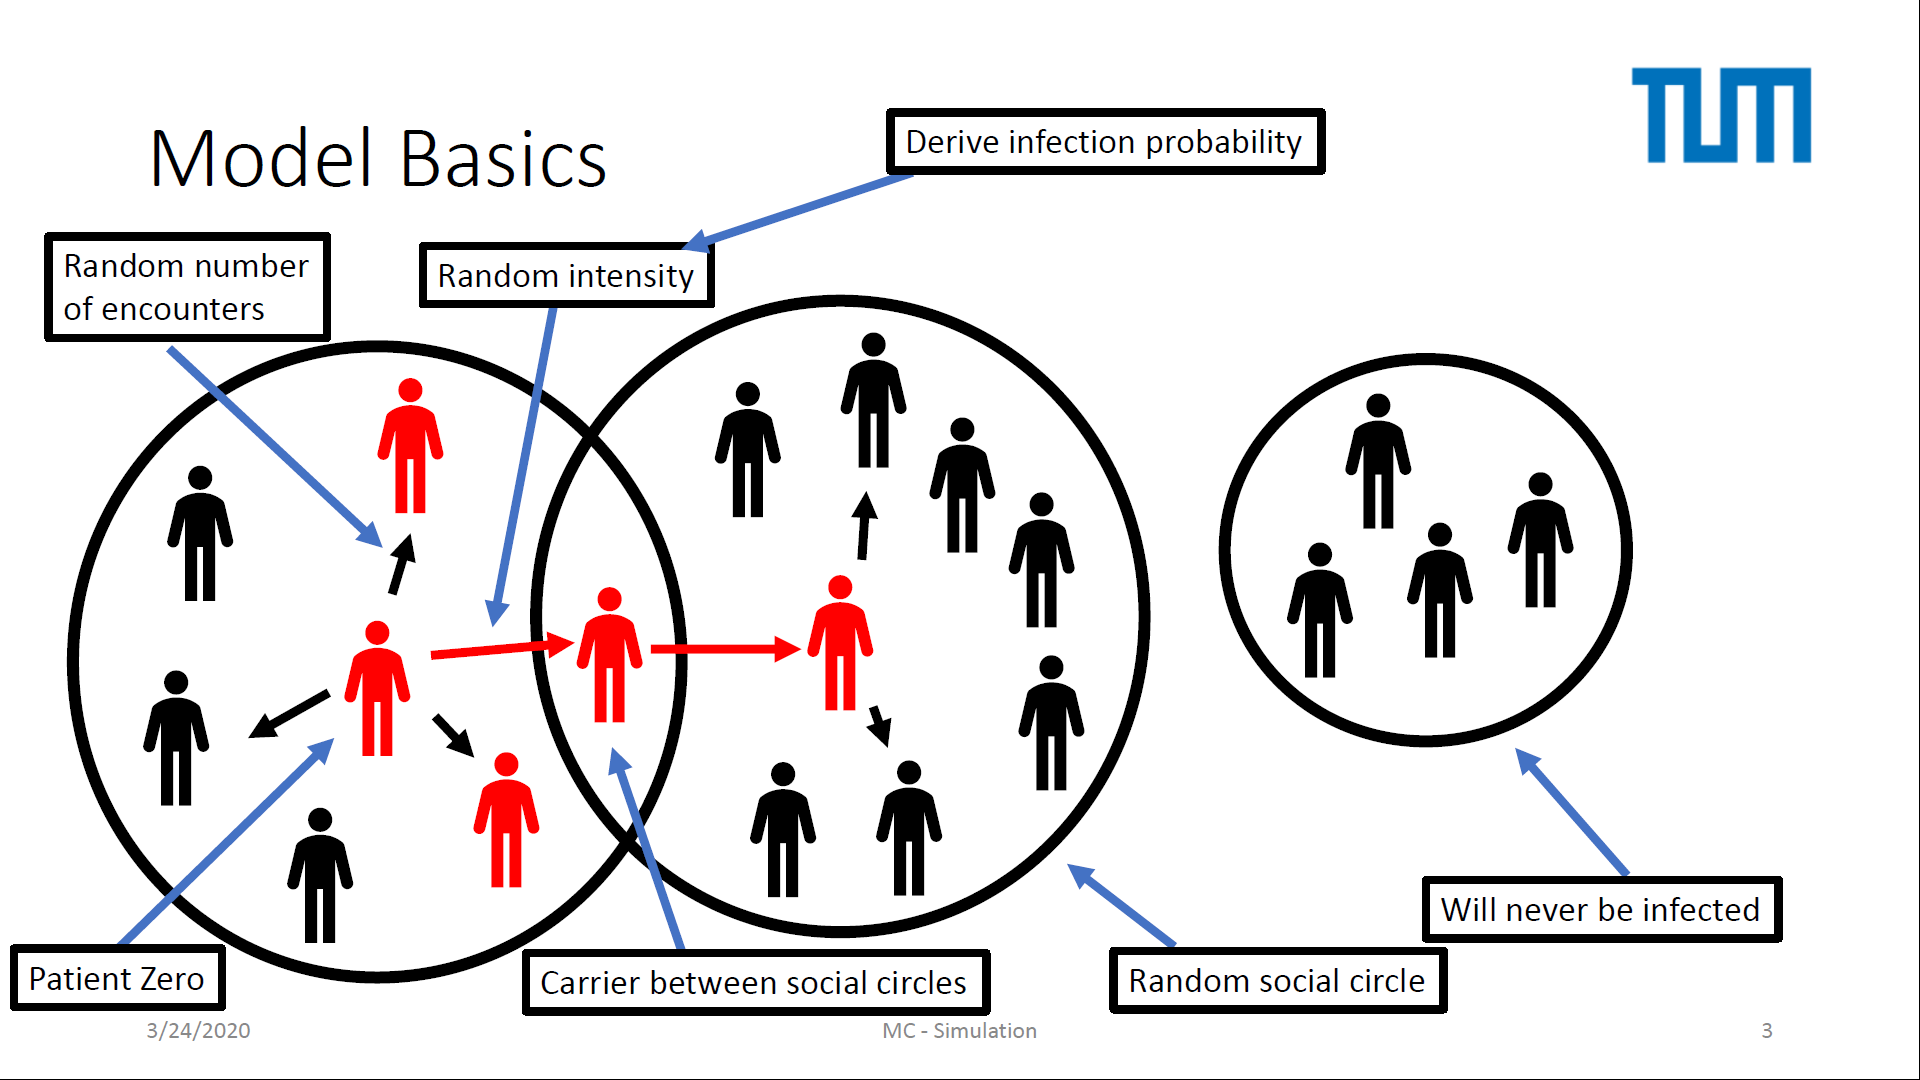 Model Basics
TUM
Derive infection probability
Random number
of encounters
Random intensity
Patient Zero
Carrier between social circles
Random social circle
Will never be infected
3/24/2020
MC - Simulation
3